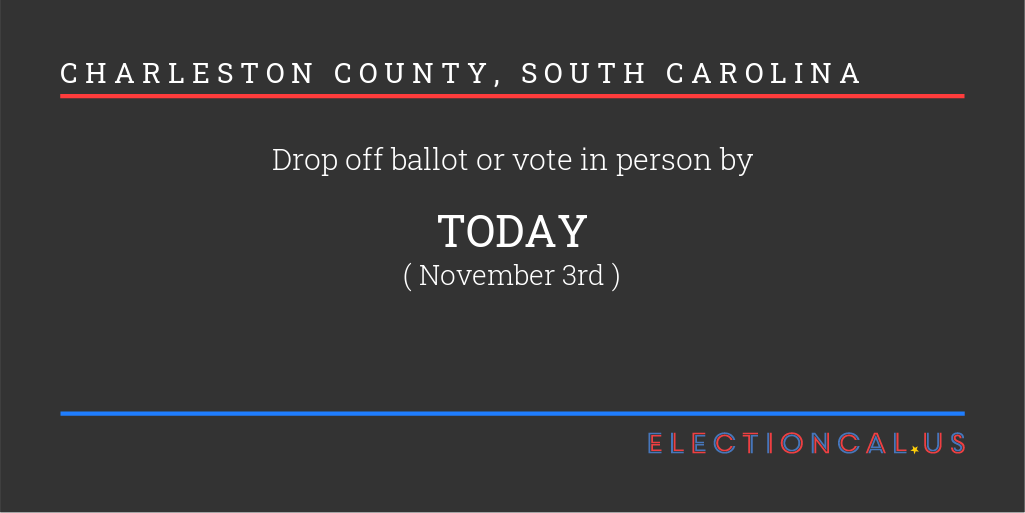 CHARLESTON COUNTY, SOUTH CAROLINA
Drop off ballot or vote in person by
TODAY
( November 3rd )
ELECTIONCAL.US